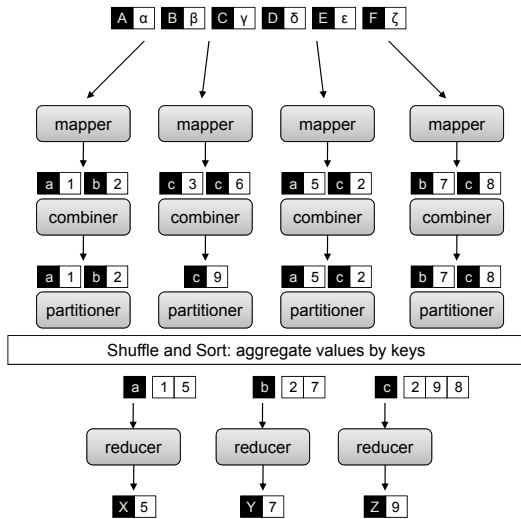 A α B β C γ D δ E ε F ζ
mapper mapper mapper mapper
a 1 b 2 c 3 c 6 a 5 c 2 b 7 c 8
combiner combiner combiner combiner
a 1 b 2 c 9 a 5 c 2 b 7 c 8
partitioner partitioner partitioner partitioner
Shuffle and Sort: aggregate values by keys
a 1 5 b 2 7 c 2 9 8
reducer reducer reducer
X 5 Y 7 Z 9